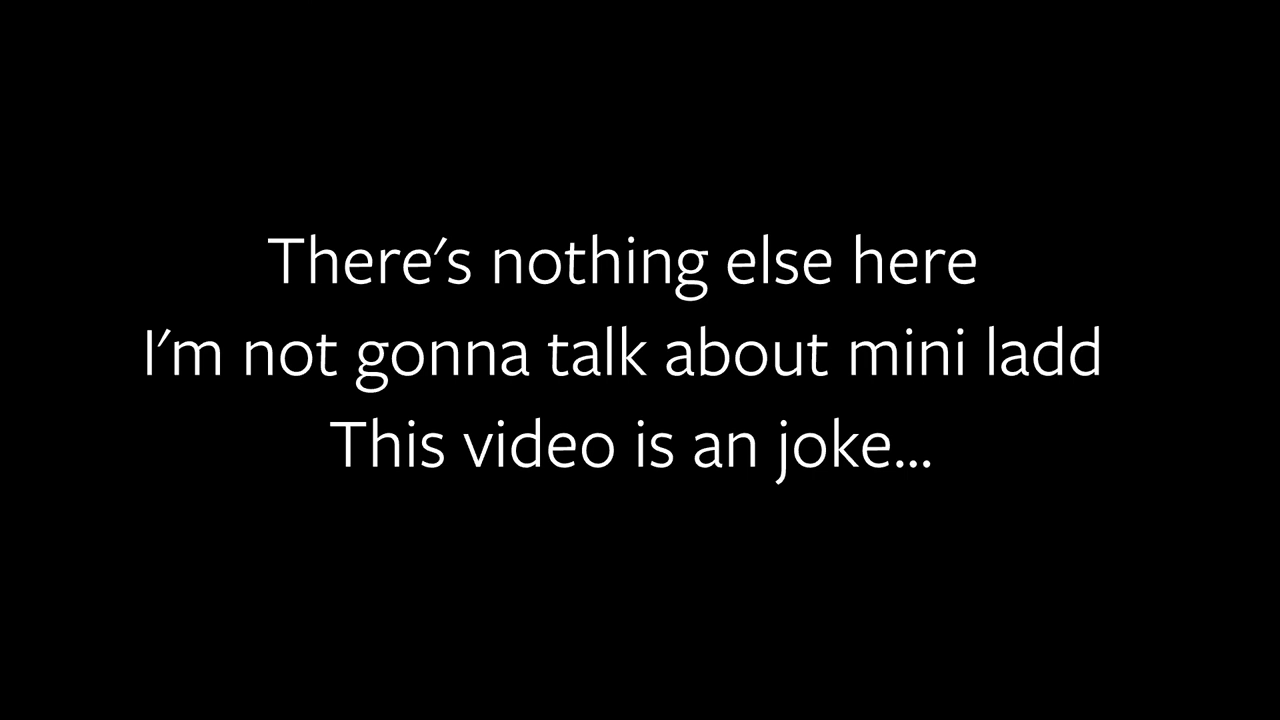 There's nothing else here
I'm not gonna talk about mini ladd
This video is an joke...